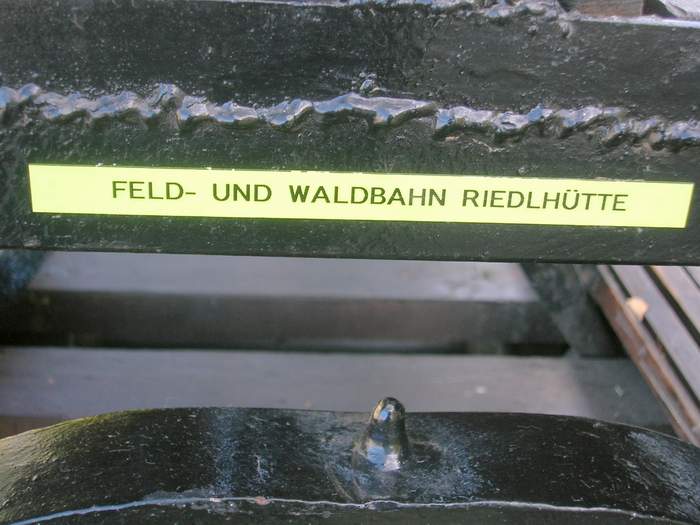 FELD- UND WALDBAHN RIEDLHÜTTE